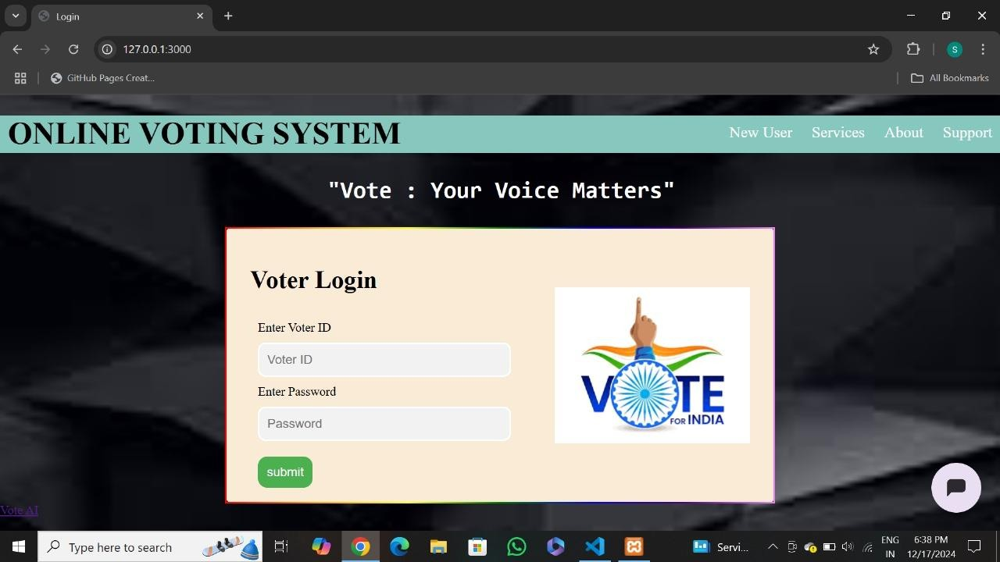 Login
127.0.0.1:3000
S
GitHub Pages Creat...
All Bookmarks
ONLINE VOTING SYSTEM
New User Services About Support
"Vote : Your Voice Matters"
Voter Login
Enter Voter ID
Voter ID
Enter Password
Password
submit
VOTE
FOR INDIA
Vote AI
Type here to search
Servi...
ENG
IN
6:38 PM
12/17/2024